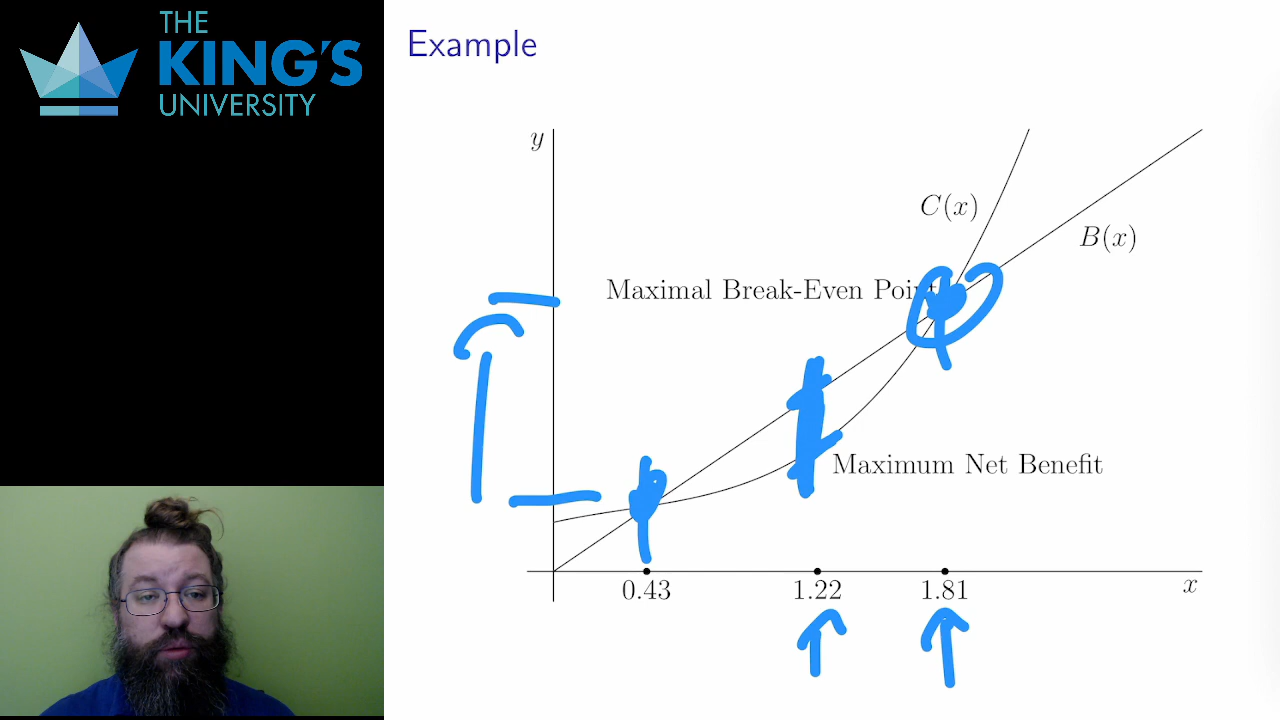 THE
KING'S
UNIVERSITY
Example
y
C(x)
B(x)
Maximal Break-Even Point
Maximum Net Benefit
0.43
1.22
1.81
x